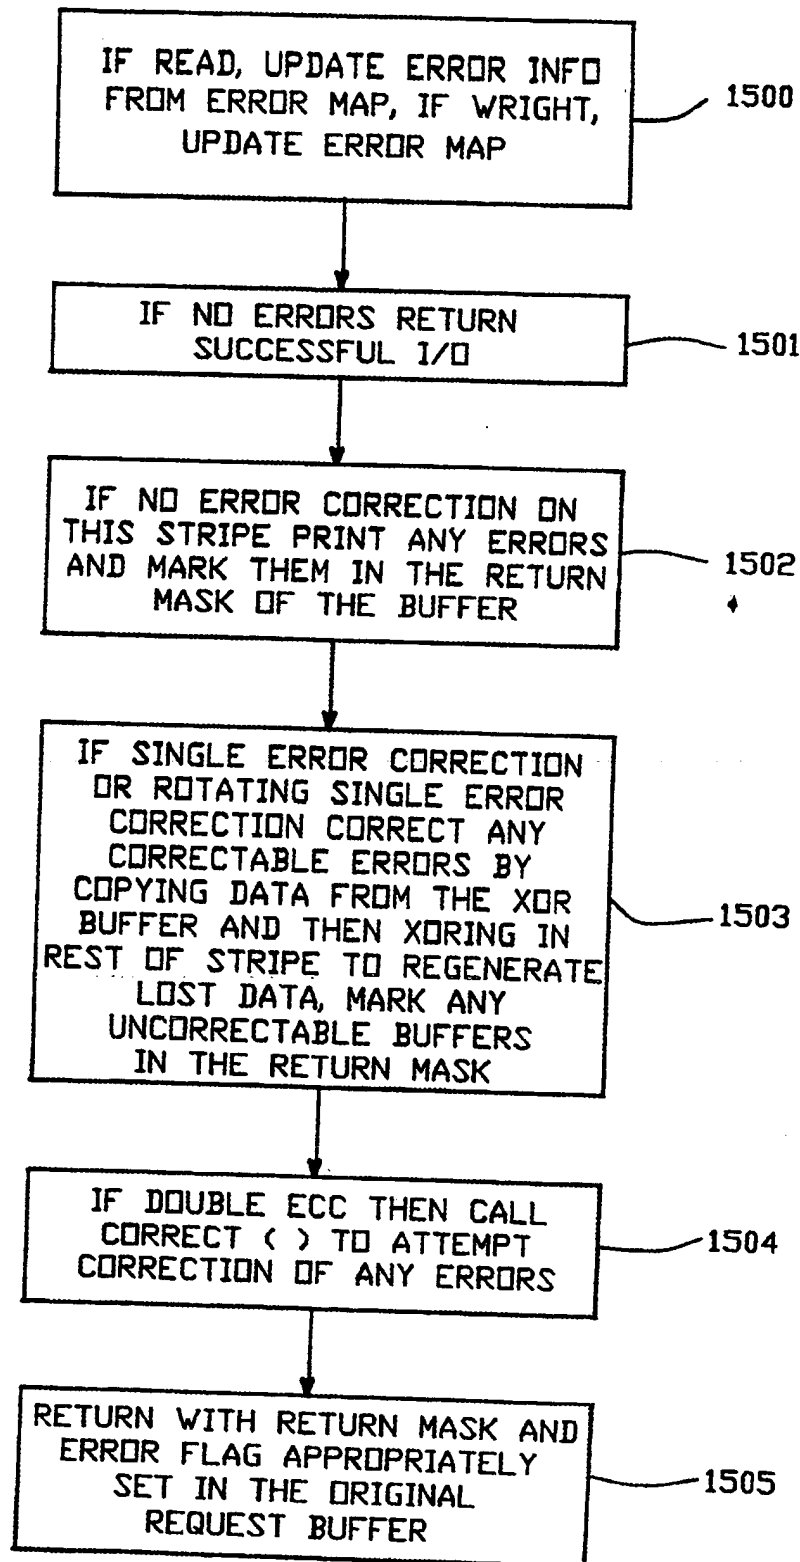 IF READ, UPDATE ERROR INFO
FROM ERROR MAP, IF WRIGHT,
UPDATE ERROR MAP
1500
IF NO ERRORS RETURN
SUCCESSFUL I/O
1501
IF NO ERROR CORRECTION ON
THIS STRIPE PRINT ANY ERRORS
AND MARK THEM IN THE RETURN
MASK OF THE BUFFER
1502
IF SINGLE ERROR CORRECTION
OR ROTATING SINGLE ERROR
CORRECTION CORRECT ANY
CORRECTABLE ERRORS BY
COPYING DATA FROM THE XOR
BUFFER AND THEN XORING IN
REST OF STRIPE TO REGENERATE
LOST DATA, MARK ANY
UNCORRECTABLE BUFFERS
IN THE RETURN MASK
1503
IF DOUBLE ECC THEN CALL
CORRECT ( ) TO ATTEMPT
CORRECTION OF ANY ERRORS
1504
RETURN WITH RETURN MASK AND
ERROR FLAG APPROPRIATELY
SET IN THE ORIGINAL
REQUEST BUFFER
1505